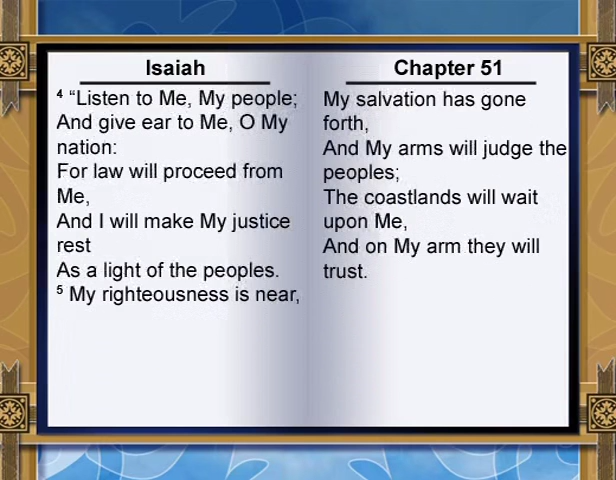 Isaiah
⁴ “Listen to Me, My people;
And give ear to Me, O My
nation:
For law will proceed from
Me,
And I will make My justice
rest
As a light of the peoples.
⁵ My righteousness is near,
Chapter 51
My salvation has gone
forth,
And My arms will judge the
peoples;
The coastlands will wait
upon Me,
And on My arm they will
trust.